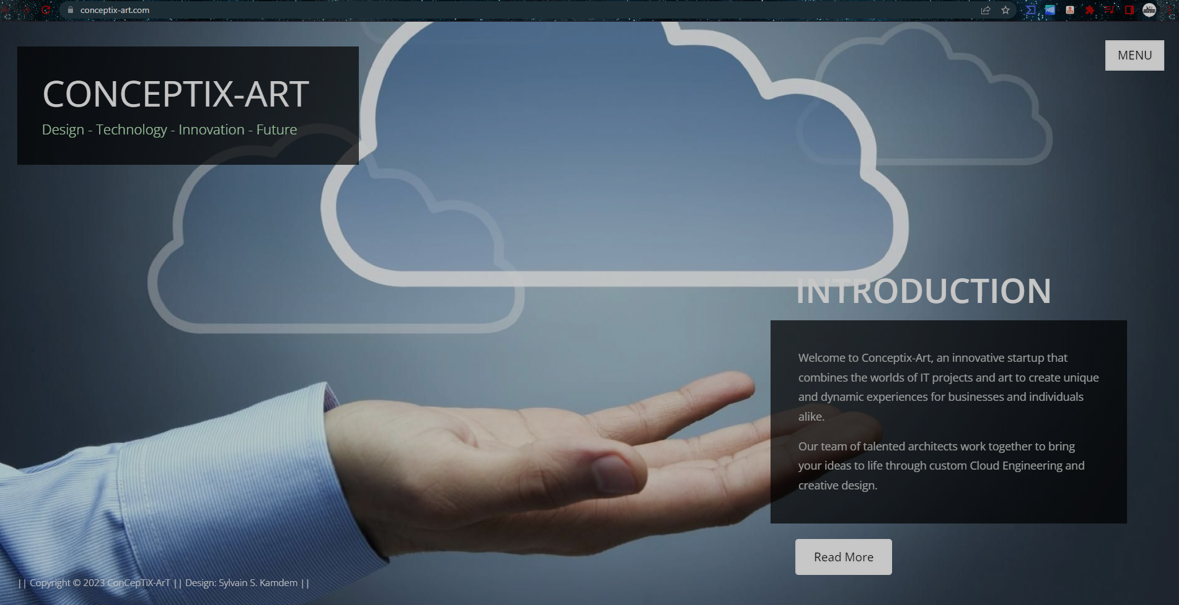 conceptix-art.com
CONCEPTIX-ART
Design - Technology - Innovation - Future
MENU
INTRODUCTION
Welcome to Conceptix-Art, an innovative startup that
combines the worlds of IT projects and art to create unique
and dynamic experiences for businesses and individuals
alike.
Our team of talented architects work together to bring
your ideas to life through custom Cloud Engineering and
creative design.
Read More
|| Copyright © 2023 ConCepTiX-ArT || Design: Sylvain S. Kamdem ||